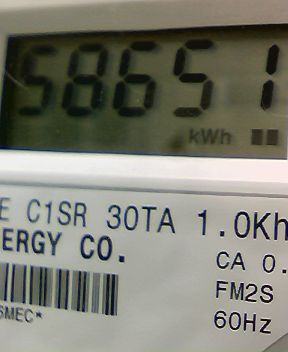 58651
kWh
E C1SR 30TA 1.0Kh
ERGY CO.
CA 0.
FM2S
SMEC*
60Hz